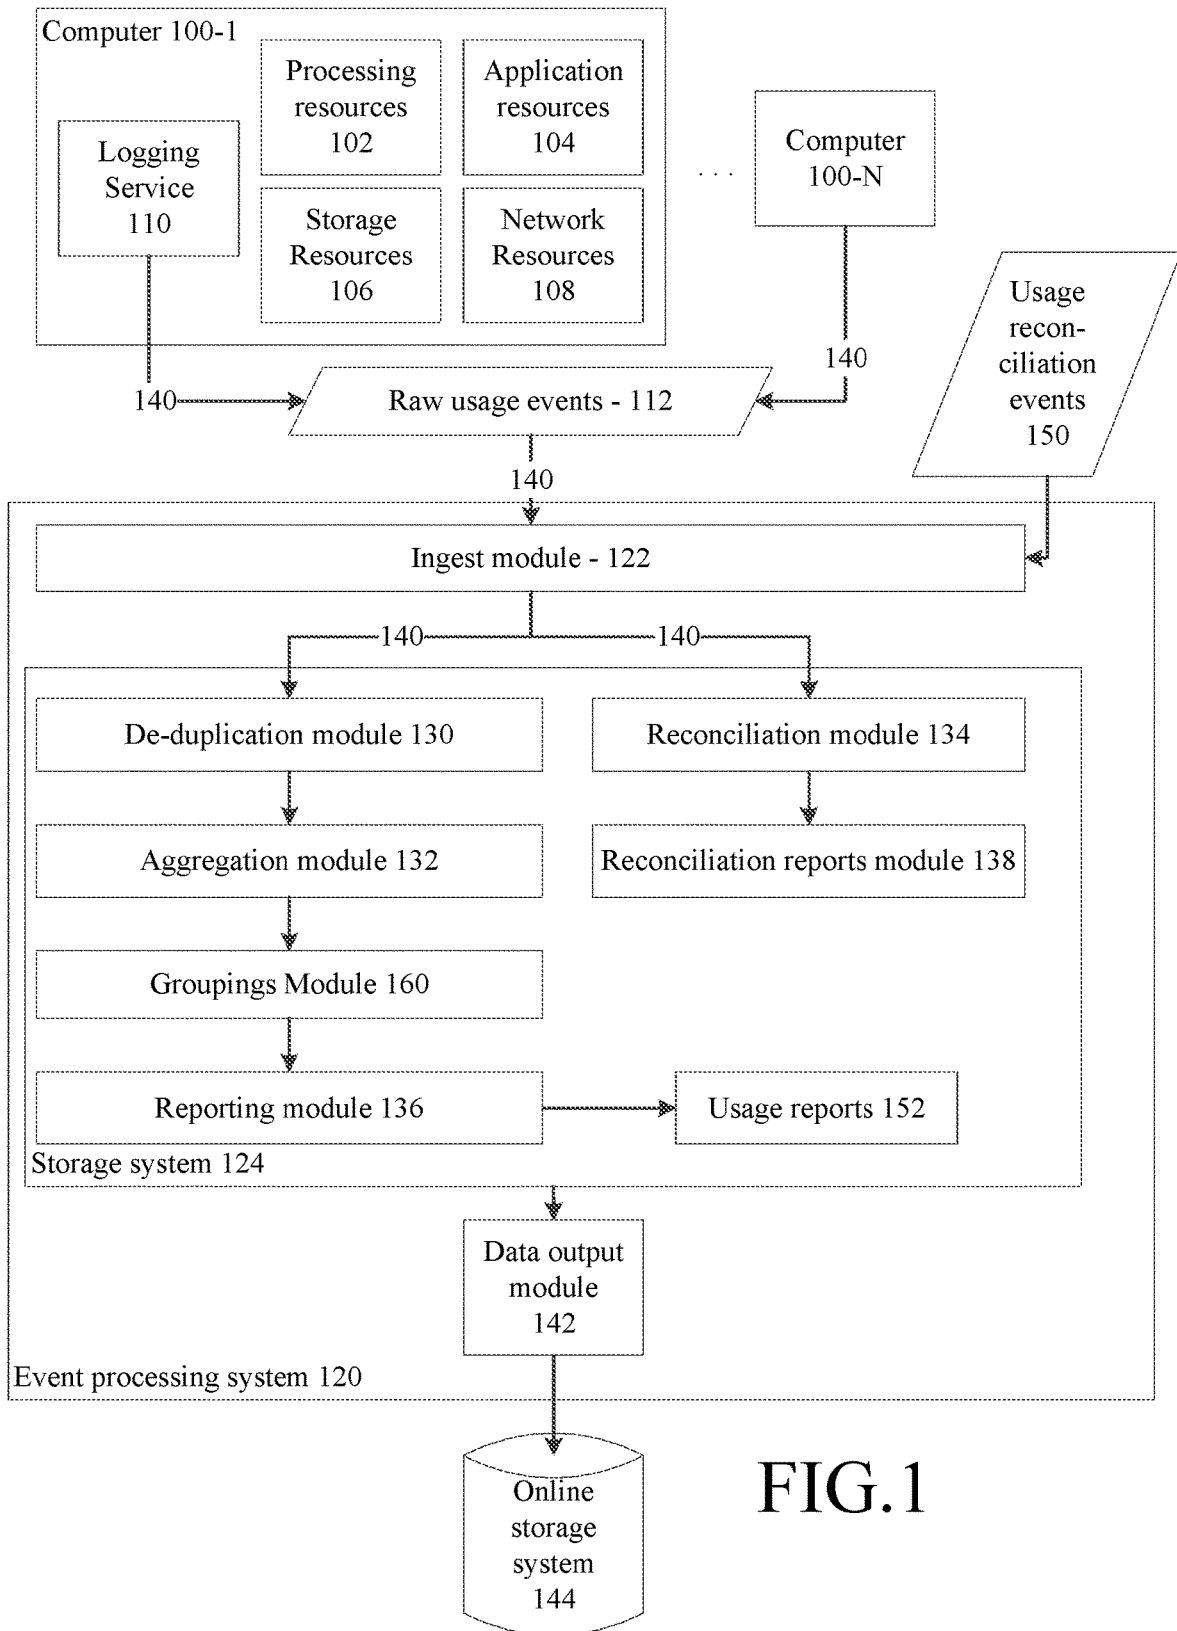 Computer 100-1
Processing
resources
102
Application
resources
104
Logging
Service
110
Storage
Resources
106
Network
Resources
108
. . .
Computer
100-N
Usage
recon-
ciliation
events
150
140
Raw usage events - 112
140
140
Ingest module - 122
140
140
De-duplication module 130
Reconciliation module 134
Aggregation module 132
Reconciliation reports module 138
Groupings Module 160
Reporting module 136
Usage reports 152
Storage system 124
Data output
module
142
Event processing system 120
Online
storage
system
144
FIG.1